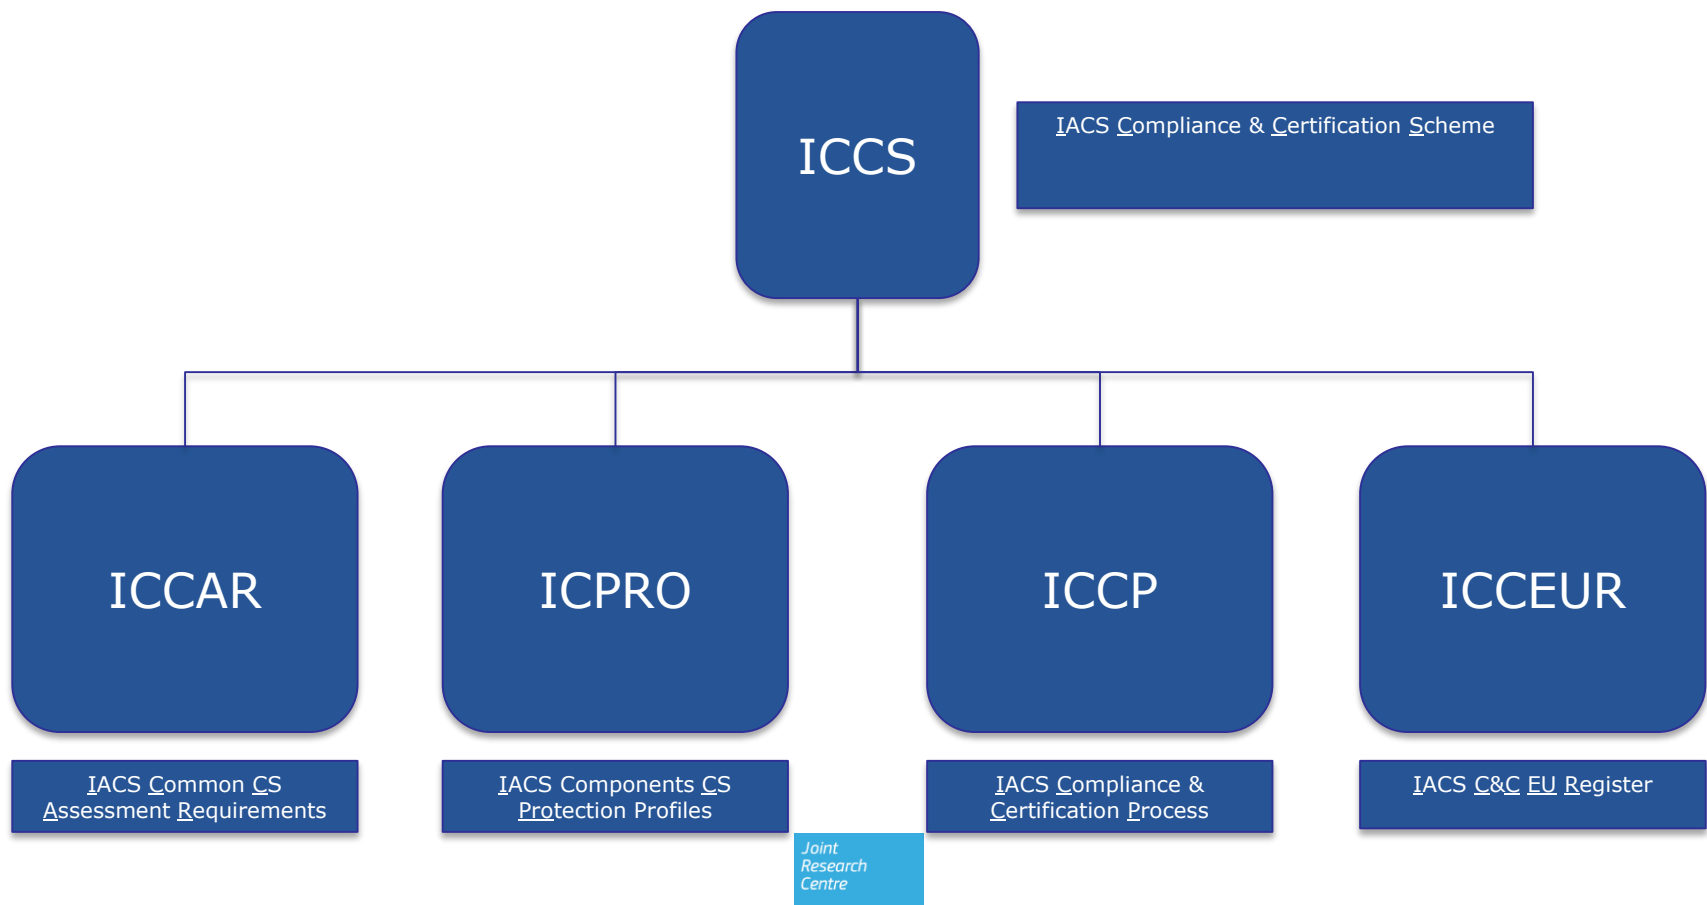 ICCS
IACS Compliance & Certification Scheme
ICCAR
ICPRO
ICCP
ICCEUR
IACS Common CS
Assessment Requirements
IACS Components CS
Protection Profiles
IACS Compliance &
Certification Process
IACS C&C EU Register
Joint
Research
Centre